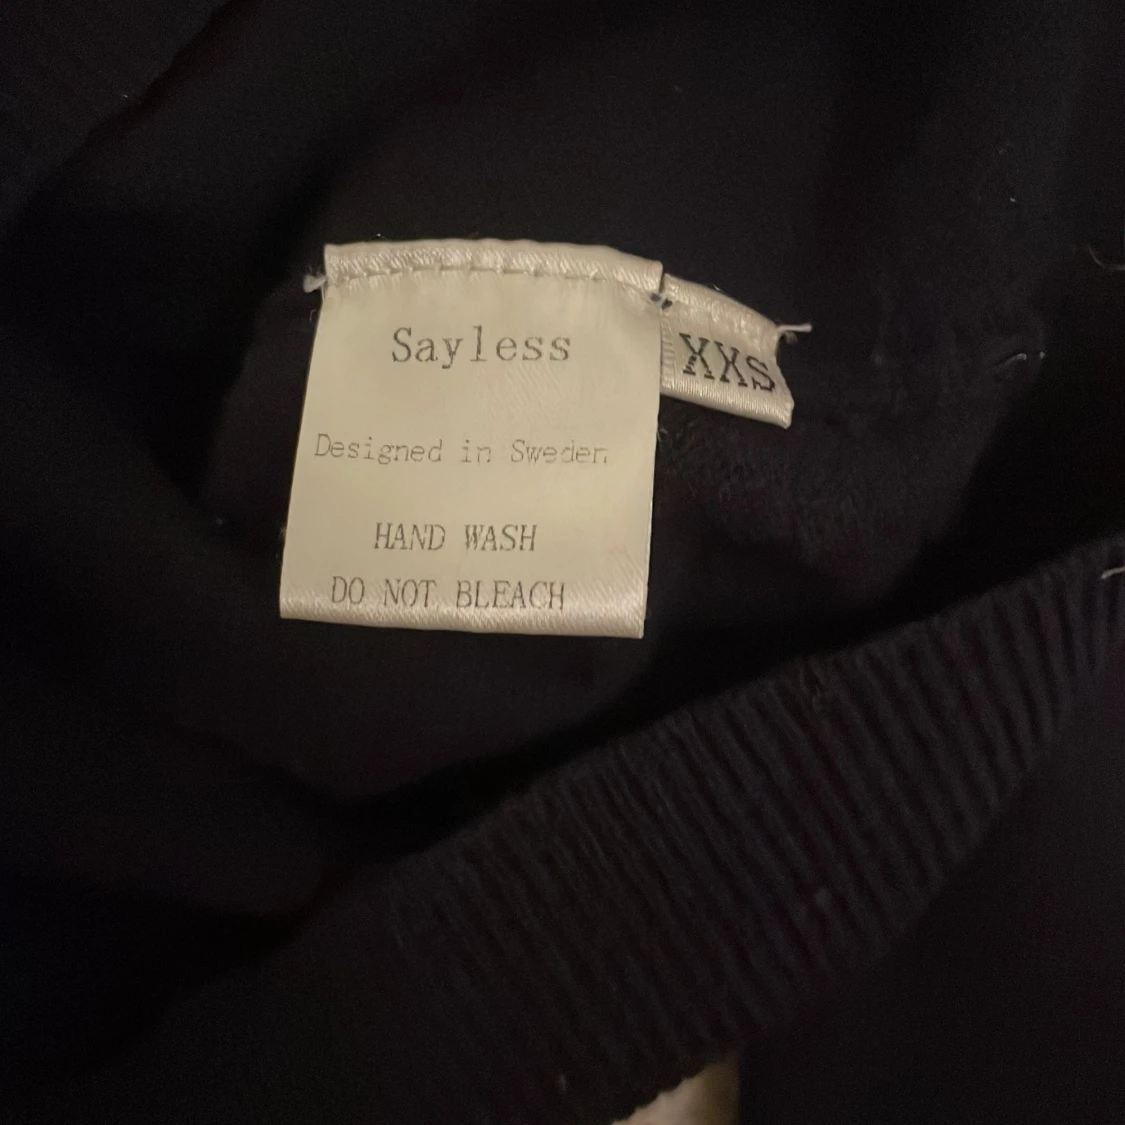 Sayless
XXS
Designed in Sweden
HAND WASH
DO NOT BLEACH